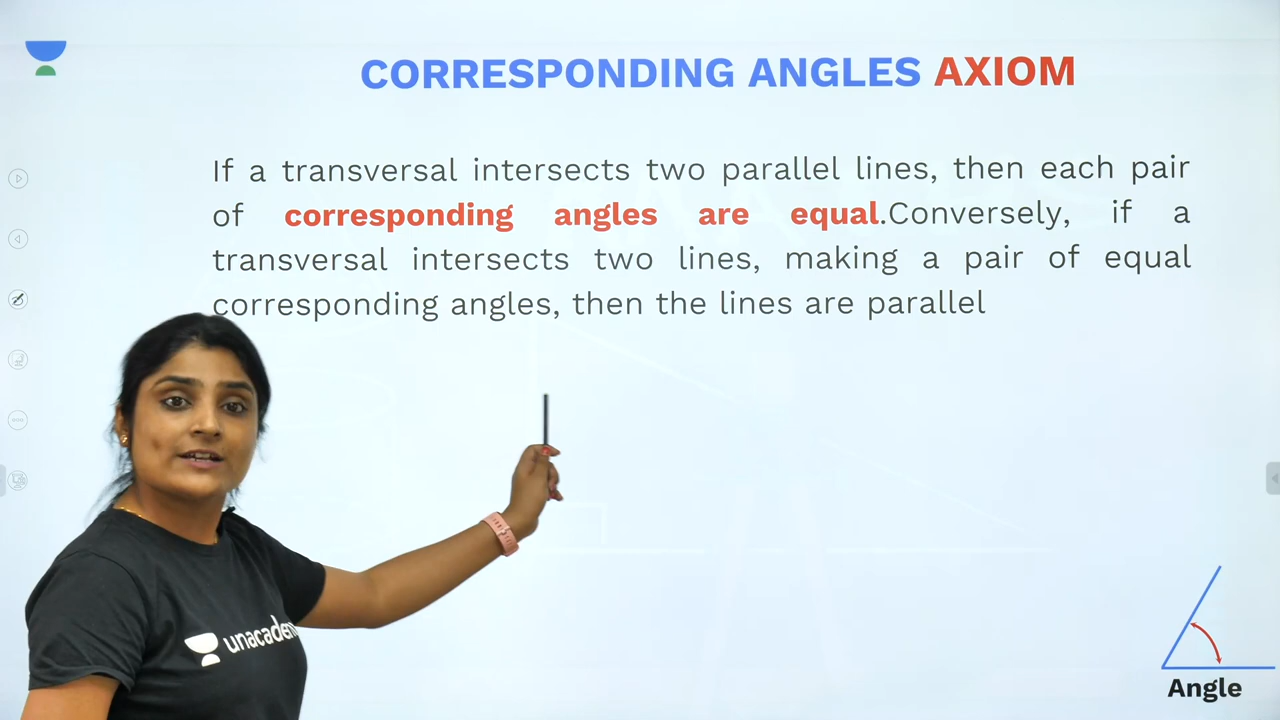 CORRESPONDING ANGLES AXIOM
If a transversal intersects two parallel lines, then each pair
of corresponding angles are equal.Conversely, if a
transversal intersects two lines, making a pair of equal
corresponding angles, then the lines are parallel
unacadem
Angle